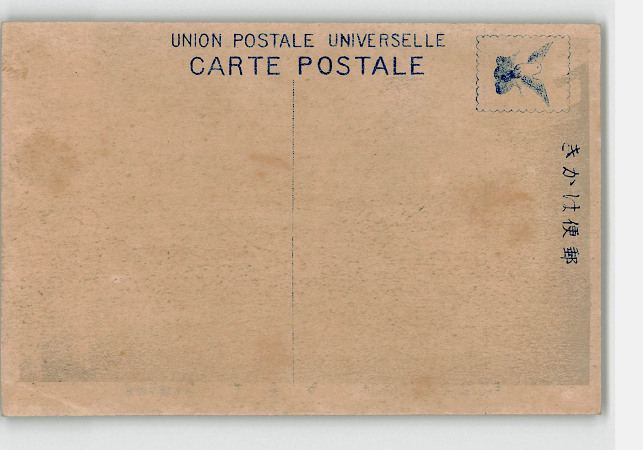 UNION POSTALE UNIVERSELLE
CARTE POSTALE
きかは便郵